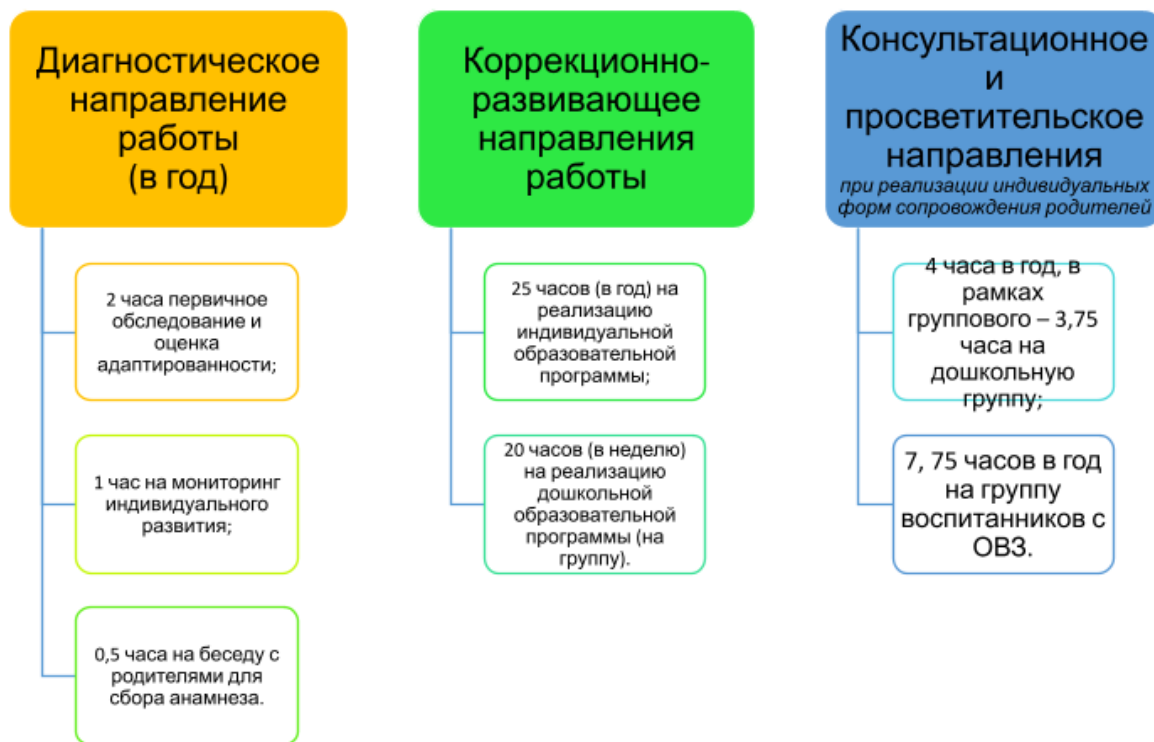 Диагностическое
направление
работы
(в год)
2 часа первичное
обследование и
оценка
адаптированности;
1 час на мониторинг
индивидуального
развития;
0,5 часа на беседу с
родителями для
сбора анамнеза.
Коррекционно-
развивающее
направления
работы
25 часов (в год) на
реализацию
индивидуальной
образовательной
программы;
20 часов (в неделю)
на реализацию
дошкольной
образовательной
программы (на
группу).
Консультационное
и
просветительское
направления
при реализации индивидуальных
форм сопровождения родителей
4 часа в год, в
рамках
группового – 3,75
часа на
дошкольную
группу;
7, 75 часов в год
на группу
воспитанников с
ОВЗ.